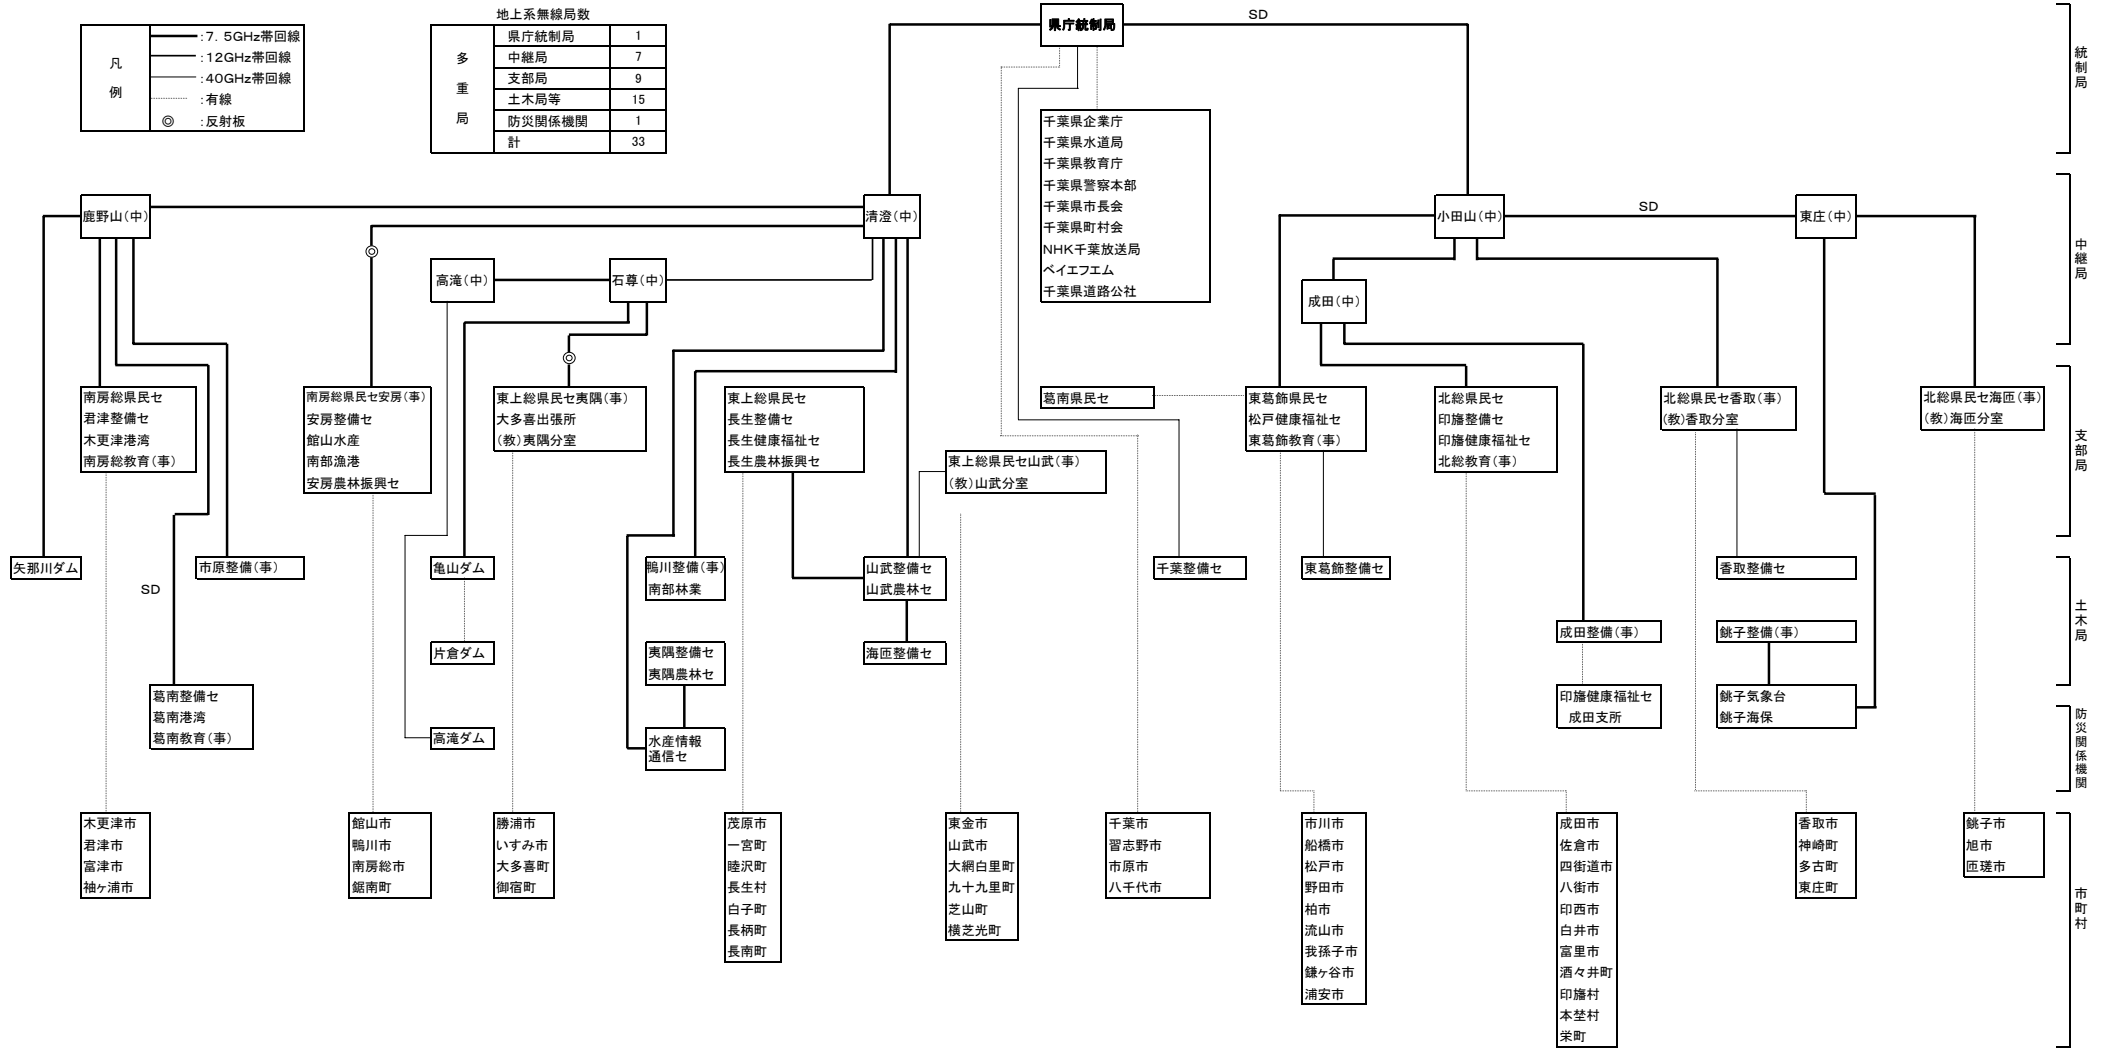 凡
例
:7.5GHz帯回線
:12GHz帯回線
:40GHz帯回線
:有線
◎ :反射板
地上系無線局数
多
重
局
県庁統制局 1
中継局 7
支部局 9
土木局等 15
防災関係機関 1
計 33
県庁統制局
SD
統制局
千葉県企業庁
千葉県水道局
千葉県教育庁
千葉県警察本部
千葉県市長会
千葉県町村会
NHK千葉放送局
ベイエフエム
千葉県道路公社
鹿野山(中)
清澄(中)
小田山(中)
SD
東庄(中)
中継局
◎
高滝(中)
石尊(中)
成田(中)
◎
南房総県民セ
君津整備セ
木更津港湾
南房総教育(事)
南房総県民セ安房(事)
安房整備セ
館山水産
南部漁港
安房農林振興セ
東上総県民セ夷隅(事)
大多喜出張所
(教)夷隅分室
東上総県民セ
長生整備セ
長生健康福祉セ
長生農林振興セ
東上総県民セ山武(事)
(教)山武分室
葛南県民セ
東葛飾県民セ
松戸健康福祉セ
東葛飾教育(事)
北総県民セ
印旛整備セ
印旛健康福祉セ
北総教育(事)
北総県民セ香取(事)
(教)香取分室
北総県民セ海匝(事)
(教)海匝分室
支部局
矢那川ダム
SD
市原整備(事)
亀山ダム
鴨川整備(事)
南部林業
山武整備セ
山武農林セ
千葉整備セ
東葛飾整備セ
香取整備セ
土木局
片倉ダム
夷隅整備セ
夷隅農林セ
海匝整備セ
成田整備(事)
銚子整備(事)
葛南整備セ
葛南港湾
葛南教育(事)
高滝ダム
水産情報
通信セ
印旛健康福祉セ
成田支所
銚子気象台
銚子海保
防災関係機関
木更津市
君津市
富津市
袖ヶ浦市
館山市
鴨川市
南房総市
鋸南町
勝浦市
いすみ市
大多喜町
御宿町
茂原市
一宮町
睦沢町
長生村
白子町
長柄町
長南町
東金市
山武市
大網白里町
九十九里町
芝山町
横芝光町
千葉市
習志野市
市原市
八千代市
市川市
船橋市
松戸市
野田市
柏市
流山市
我孫子市
鎌ヶ谷市
浦安市
成田市
佐倉市
四街道市
八街市
印西市
白井市
富里市
酒々井町
印旛村
本埜村
栄町
香取市
神崎町
多古町
東庄町
銚子市
旭市
匝瑳市
市町村